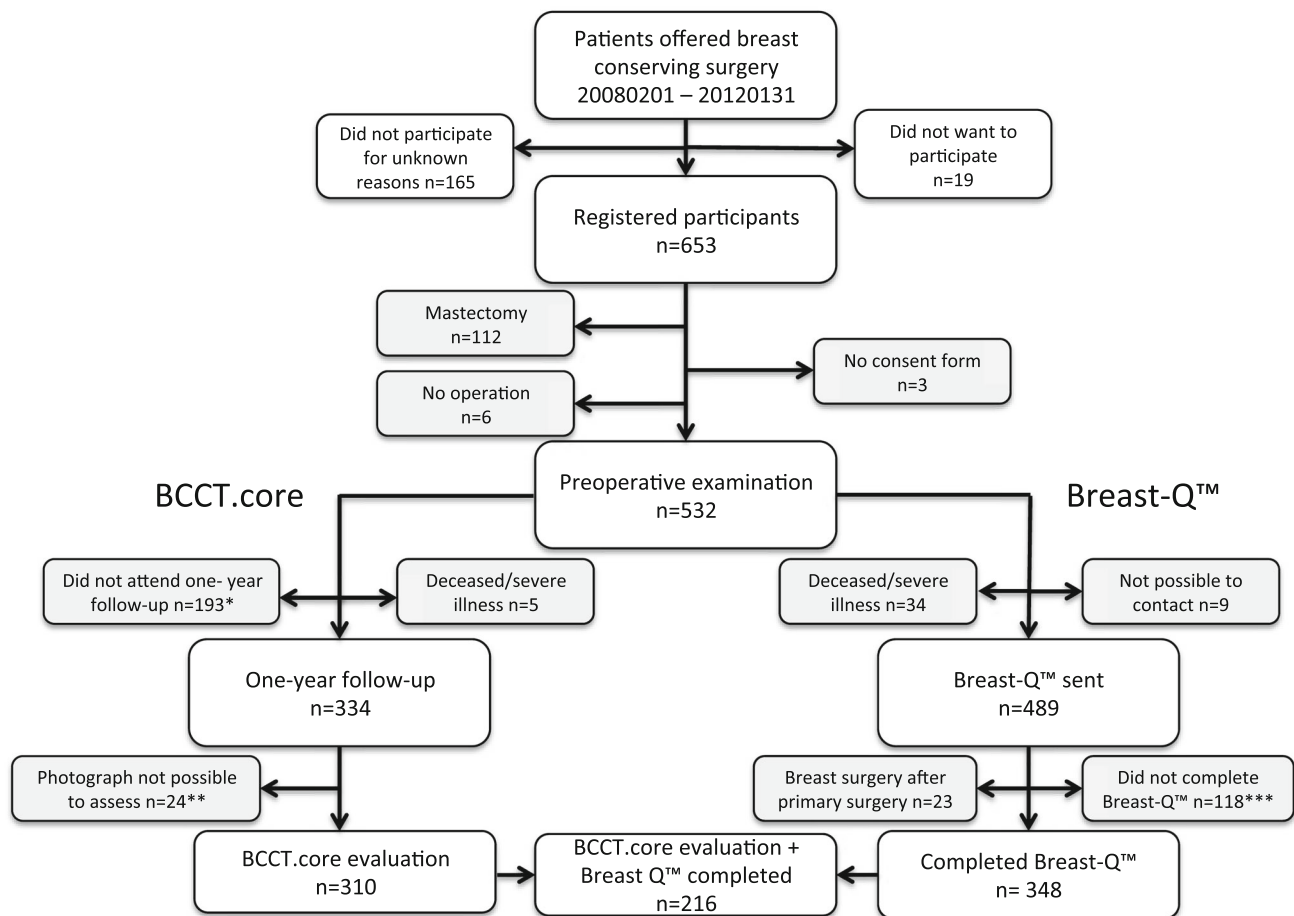 Patients offered breast
conserving surgery
20080201 – 20120131
Did not participate
for unknown
reasons n=165
Did not want to
participate
n=19
Registered participants
n=653
Mastectomy
n=112
No consent form
n=3
No operation
n=6
Preoperative examination
n=532
BCCT.core
Breast-Q™
Did not attend one- year
follow-up n=193*
Deceased/severe
illness n=5
Deceased/severe
illness n=34
Not possible to
contact n=9
One-year follow-up
n=334
Breast-Q™ sent
n=489
Photograph not possible
to assess n=24**
Breast surgery after
primary surgery n=23
Did not complete
Breast-Q™ n=118***
BCCT.core evaluation
n=310
BCCT.core evaluation +
Breast Q™ completed
n=216
Completed Breast-Q™
n= 348